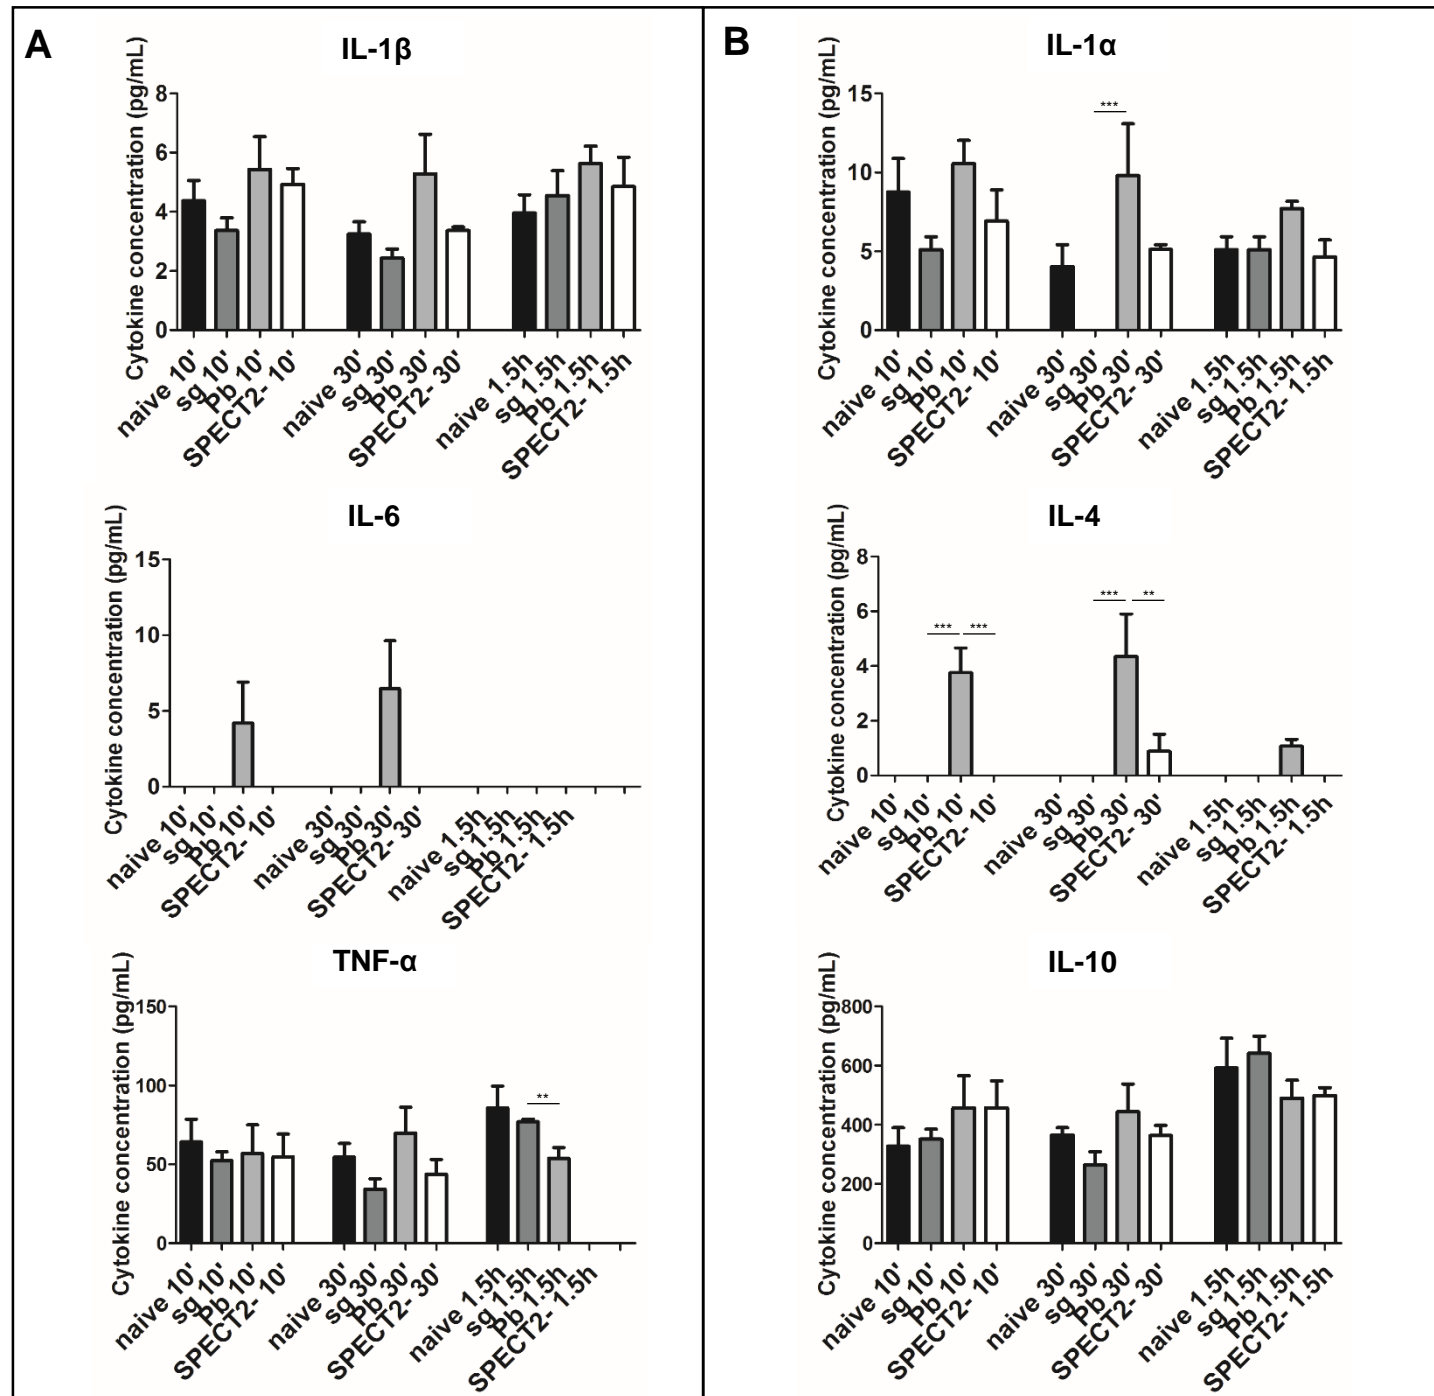 A
IL-1β
Cytokine concentration (pg/mL)
8
6
4
2
0
naive 10'
sg 10'
Pb 10'
SPECT2- 10'
naive 30'
sg 30'
Pb 30'
SPECT2- 30'
naive 1.5h
sg 1.5h
Pb 1.5h
SPECT2- 1.5h
IL-6
Cytokine concentration (pg/mL)
15
10
5
0
naive 10'
sg 10'
Pb 10'
SPECT2- 10'
naive 30'
sg 30'
Pb 30'
SPECT2- 30'
naive 1.5h
sg 1.5h
Pb 1.5h
SPECT2- 1.5h
TNF-α
Cytokine concentration (pg/mL)
150
100
50
0
**
naive 10'
sg 10'
Pb 10'
SPECT2- 10'
naive 30'
sg 30'
Pb 30'
SPECT2- 30'
naive 1.5h
sg 1.5h
Pb 1.5h
SPECT2- 1.5h
B
IL-1α
Cytokine concentration (pg/mL)
15
10
5
0
***
naive 10'
sg 10'
Pb 10'
SPECT2- 10'
naive 30'
sg 30'
Pb 30'
SPECT2- 30'
naive 1.5h
sg 1.5h
Pb 1.5h
SPECT2- 1.5h
IL-4
Cytokine concentration (pg/mL)
8
6
4
2
0
*** ***
*** **
naive 10'
sg 10'
Pb 10'
SPECT2- 10'
naive 30'
sg 30'
Pb 30'
SPECT2- 30'
naive 1.5h
sg 1.5h
Pb 1.5h
SPECT2- 1.5h
IL-10
Cytokine concentration (pg/mL)
800
600
400
200
0
naive 10'
sg 10'
Pb 10'
SPECT2- 10'
naive 30'
sg 30'
Pb 30'
SPECT2- 30'
naive 1.5h
sg 1.5h
Pb 1.5h
SPECT2- 1.5h